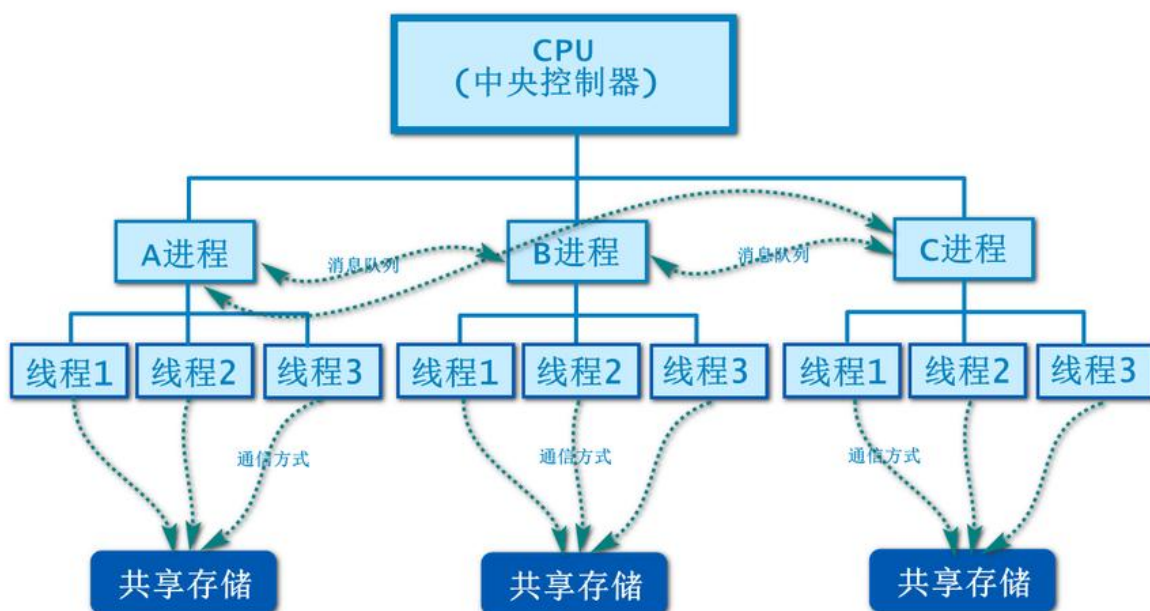 CPU
(中央控制器)
A进程
消息队列
B进程
消息队列
C进程
线程1
线程2
线程3
线程1
线程2
线程3
线程1
线程2
线程3
通信方式
通信方式
通信方式
共享存储
共享存储
共享存储